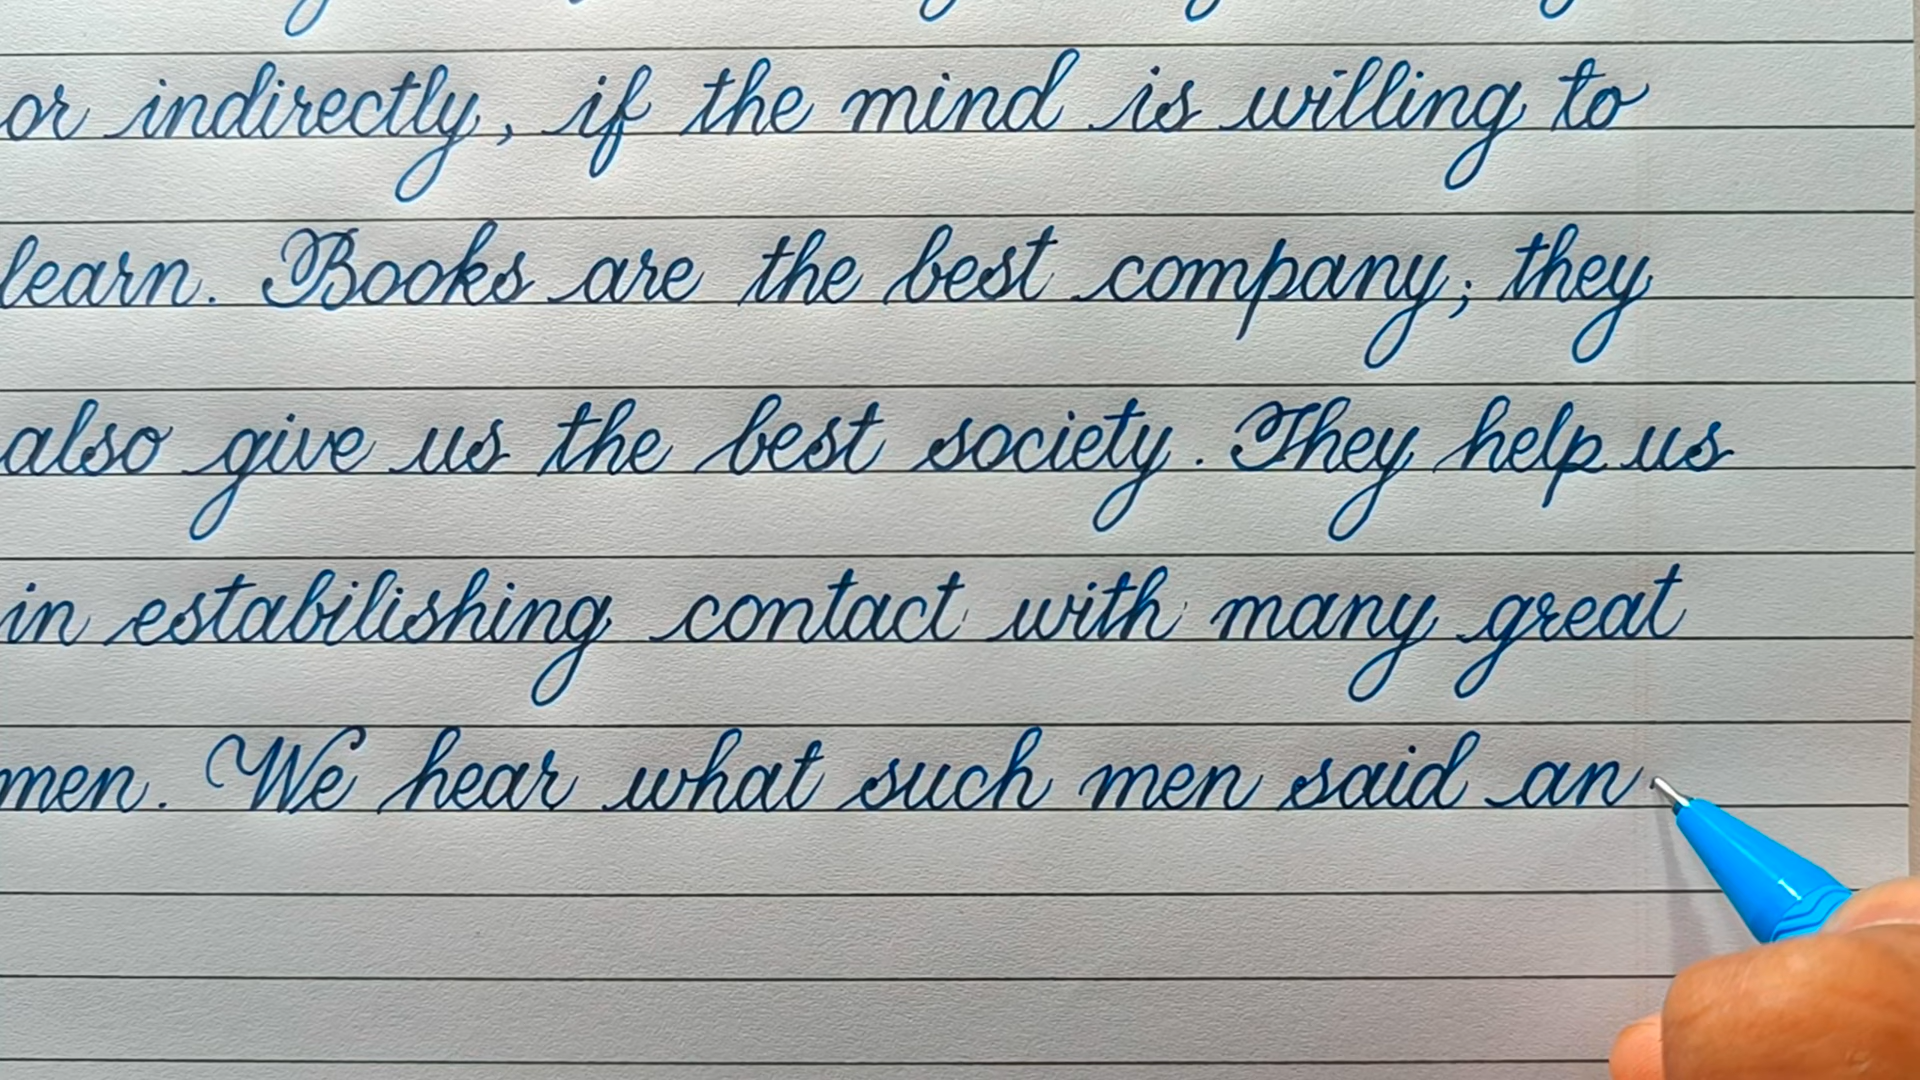 or indirectly, if the mind is willing to
learn. Books are the best company; they
also give us the best society. They help us
in estabilishing contact with many great
men. We hear what such men said an